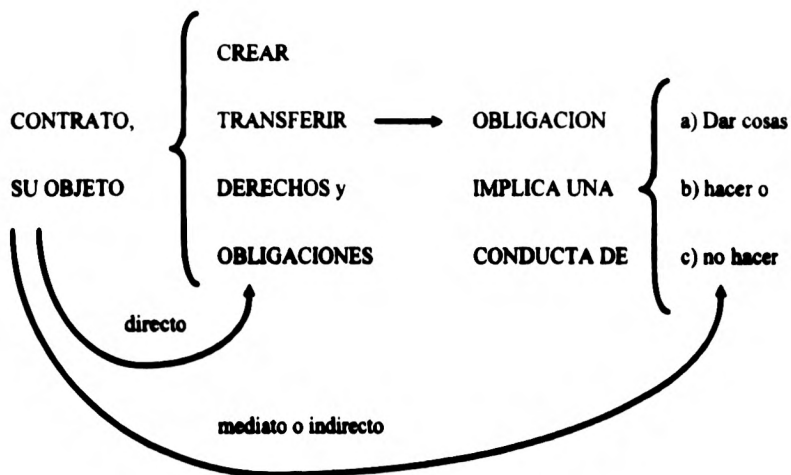 CREAR
CONTRATO, TRANSFERIR OBLIGACION a) Dar cosas
SU OBJETO DERECHOS y IMPLICA UNA b) hacer o
OBLIGACIONES CONDUCTA DE c) no hacer
directo
mediato o indirecto